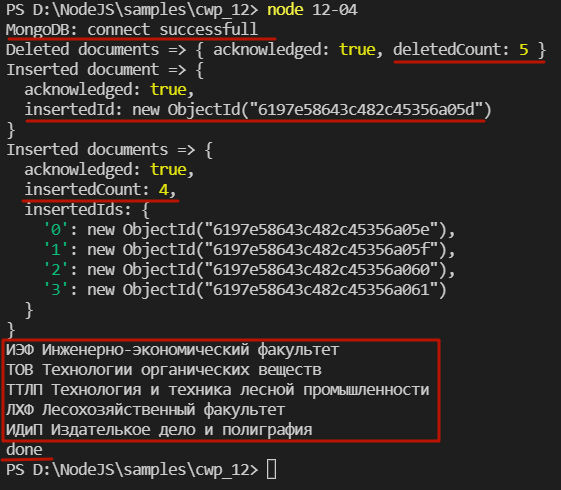 PS D:\NodeJS\samples\cwp_12> node 12-04
MongoDB: connect successfull
Deleted documents => { acknowledged: true, deletedCount: 5 }
Inserted document => {
  acknowledged: true,
  insertedId: new ObjectId("6197e58643c482c45356a05d")
}
Inserted documents => {
  acknowledged: true,
  insertedCount: 4,
  insertedIds: {
    '0': new ObjectId("6197e58643c482c45356a05e"),
    '1': new ObjectId("6197e58643c482c45356a05f"),
    '2': new ObjectId("6197e58643c482c45356a060"),
    '3': new ObjectId("6197e58643c482c45356a061")
  }
}
ИЭФ Инженерно-экономический факультет
ТОВ Технологии органических веществ
ТТЛП Технология и техника лесной промышленности
ЛХФ Лесохозяйственный факультет
ИДиП Издателькое дело и полиграфия
done
PS D:\NodeJS\samples\cwp_12>